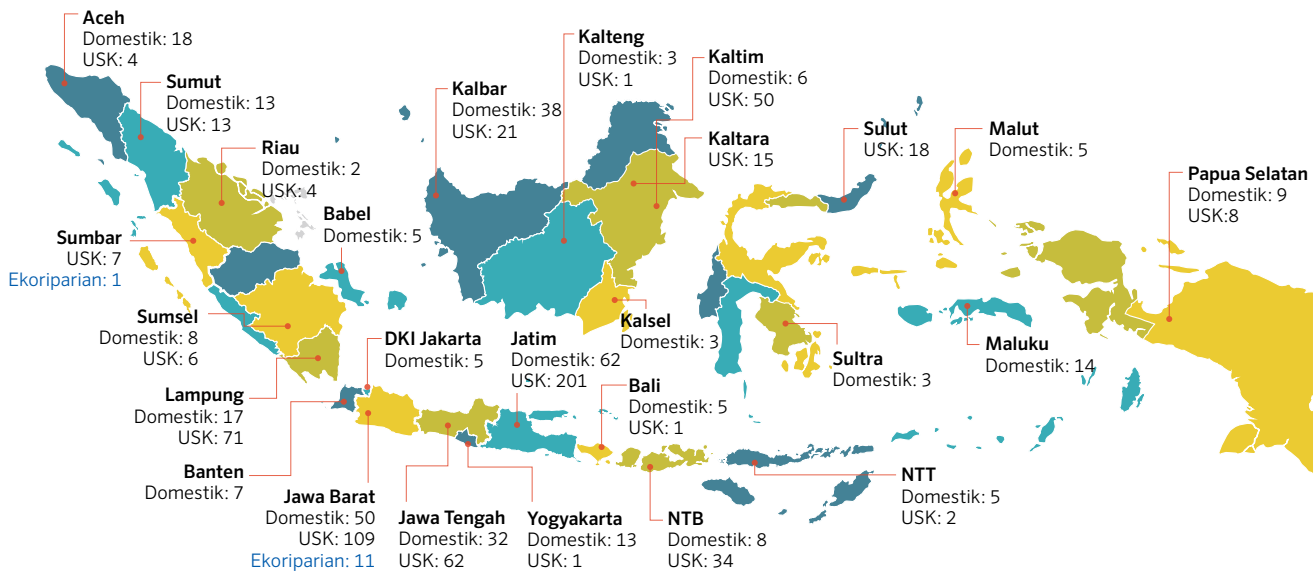 Aceh
Domestik: 18
USK: 4
Sumut
Domestik: 13
USK: 13
Riau
Domestik: 2
USK: 4
Sumbar
USK: 7
Ekoriparian: 1
Babel
Domestik: 5
Sumsel
Domestik: 8
USK: 6
Lampung
Domestik: 17
USK: 71
Banten
Domestik: 7
DKI Jakarta
Domestik: 5
Jawa Barat
Domestik: 50
USK: 109
Ekoriparian: 11
Jawa Tengah
Domestik: 32
USK: 62
Yogyakarta
Domestik: 13
USK: 1
Jatim
Domestik: 62
USK: 201
Bali
Domestik: 5
USK: 1
NTB
Domestik: 8
USK: 34
NTT
Domestik: 5
USK: 2
Kalbar
Domestik: 38
USK: 21
Kalteng
Domestik: 3
USK: 1
Kaltim
Domestik: 6
USK: 50
Kaltara
USK: 15
Kalsel
Domestik: 3
Sulut
USK: 18
Sultra
Domestik: 3
Malut
Domestik: 5
Maluku
Domestik: 14
Papua Selatan
Domestik: 9
USK:8